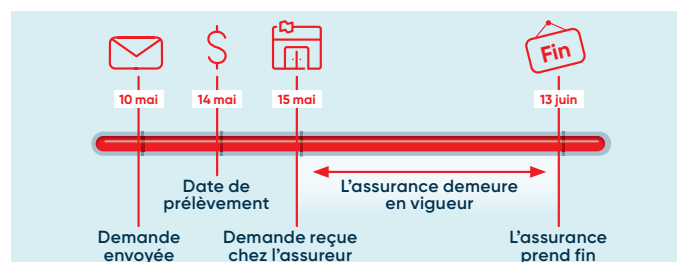 $
Fin
10 mai
14 mai
15 mai
13 juin
Date de
prélèvement
L'assurance demeure
en vigueur
Demande
envoyée
Demande reçue
chez l'assureur
L'assurance
prend fin